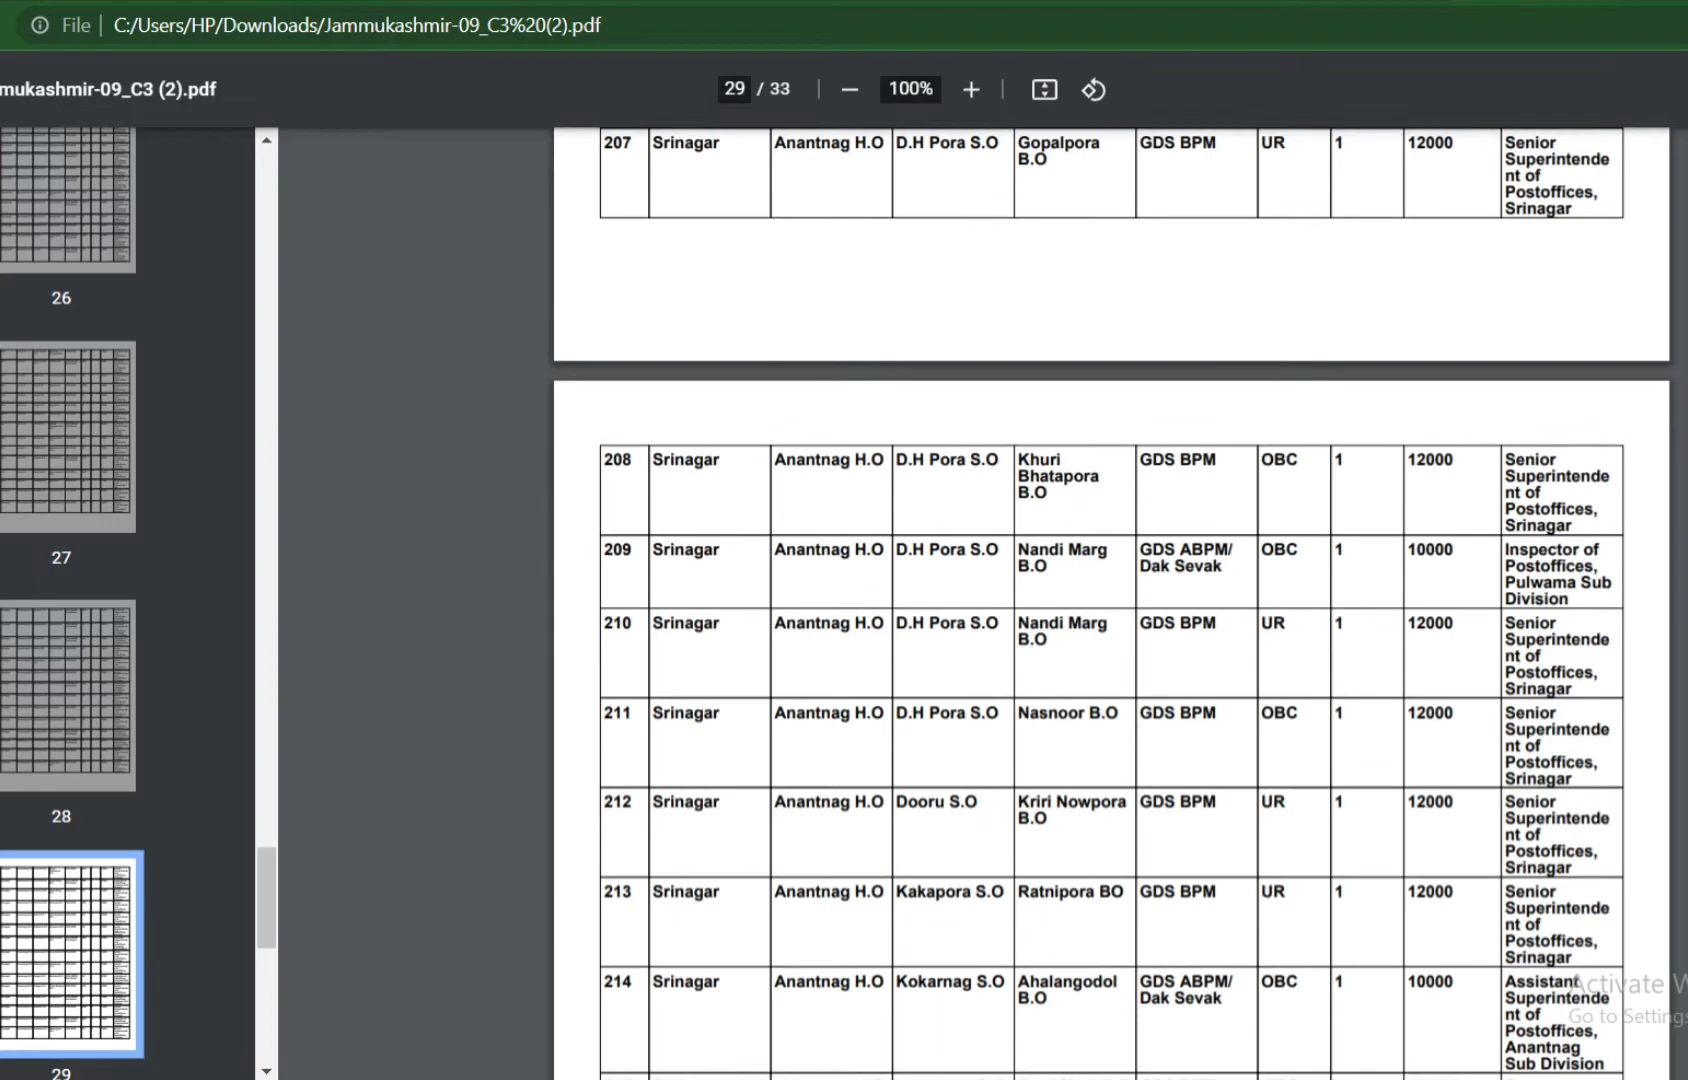 File | C:/Users/HP/Downloads/Jammukashmir-09_C3%20(2).pdf
mukashmir-09_C3 (2).pdf
29 / 33
100%
26
27
28
29
207 Srinagar Anantnag H.O D.H Pora S.O Gopalpora GDS BPM UR 1 12000 Senior
B.O Superintende
nt of
Postoffices,
Srinagar
208 Srinagar Anantnag H.O D.H Pora S.O Khuri GDS BPM OBC 1 12000 Senior
Bhatapora Superintende
B.O nt of
Postoffices,
Srinagar
209 Srinagar Anantnag H.O D.H Pora S.O Nandi Marg GDS ABPM/ OBC 1 10000 Inspector of
B.O Dak Sevak Postoffices,
Pulwama Sub
Division
210 Srinagar Anantnag H.O D.H Pora S.O Nandi Marg GDS BPM UR 1 12000 Senior
B.O Superintende
nt of
Postoffices,
Srinagar
211 Srinagar Anantnag H.O D.H Pora S.O Nasnoor B.O GDS BPM OBC 1 12000 Senior
Superintende
nt of
Postoffices,
Srinagar
212 Srinagar Anantnag H.O Dooru S.O Kriri Nowpora GDS BPM UR 1 12000 Senior
B.O Superintende
nt of
Postoffices,
Srinagar
213 Srinagar Anantnag H.O Kakapora S.O Ratnipora BO GDS BPM UR 1 12000 Senior
Superintende
nt of
Postoffices,
Srinagar
214 Srinagar Anantnag H.O Kokarnag S.O Ahalangodol GDS ABPM/ OBC 1 10000 Assistant
B.O Dak Sevak Superintende
nt of
Postoffices,
Anantnag
Sub Division
Activate W
Go to Settings